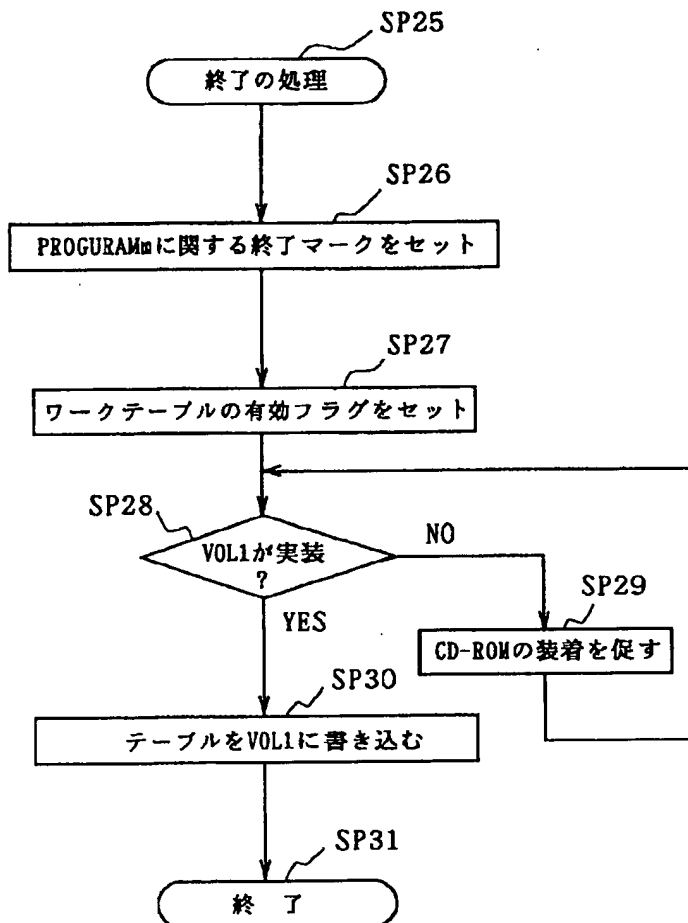 SP25
終了の処理
SP26
PROGURAMmに関する終了マークをセット
SP27
ワークテーブルの有効フラグをセット
SP28
VOL1が実装
?
NO
YES
SP29
CD-ROMの装着を促す
SP30
テーブルをVOL1に書き込む
SP31
終 了